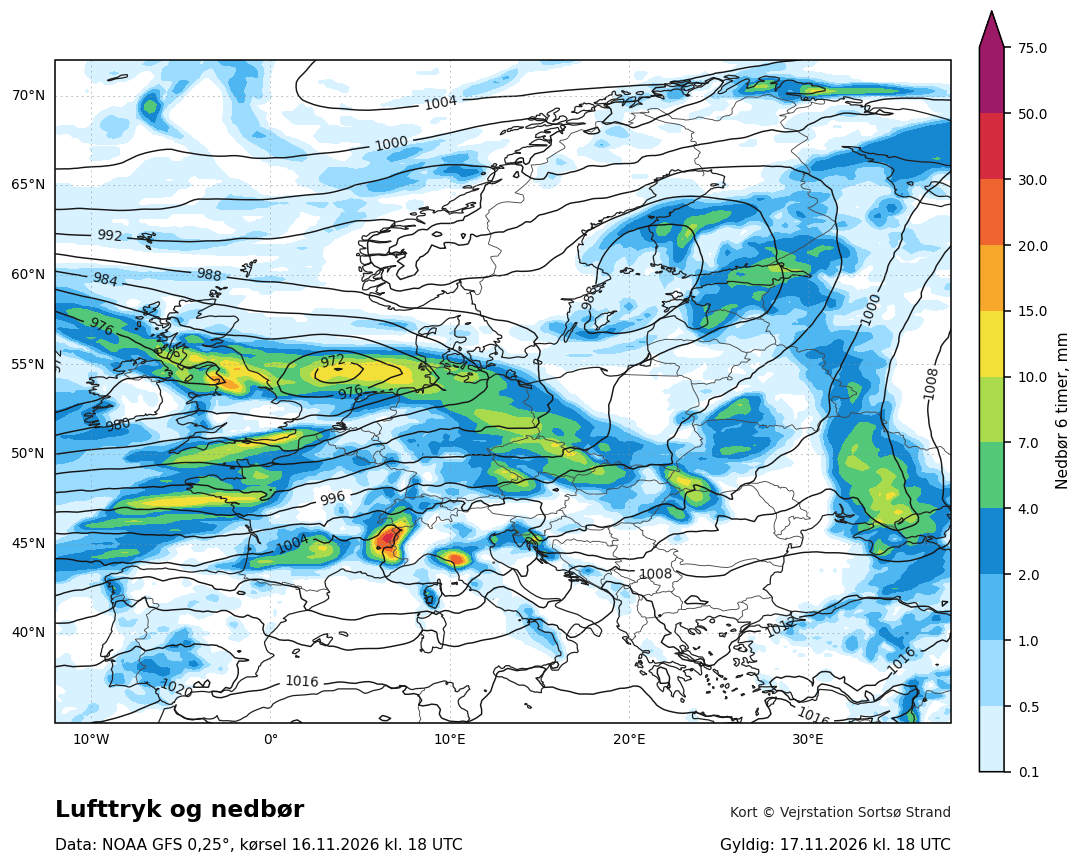 75.0
50.0
30.0
20.0
15.0
10.0
7.0
4.0
2.0
1.0
0.5
0.1
Nedbør 6 timer, mm
70°N
65°N
60°N
55°N
50°N
45°N
40°N
10°W
0°
10°E
20°E
30°E
1004
1000
992
988
984
976
972
976
980
996
1004
1000
1008
1008
1012
1016
1020
1016
1016
Lufttryk og nedbør
Kort © Vejrstation Sortsø Strand
Data: NOAA GFS 0,25°, kørsel 16.11.2026 kl. 18 UTC
Gyldig: 17.11.2026 kl. 18 UTC